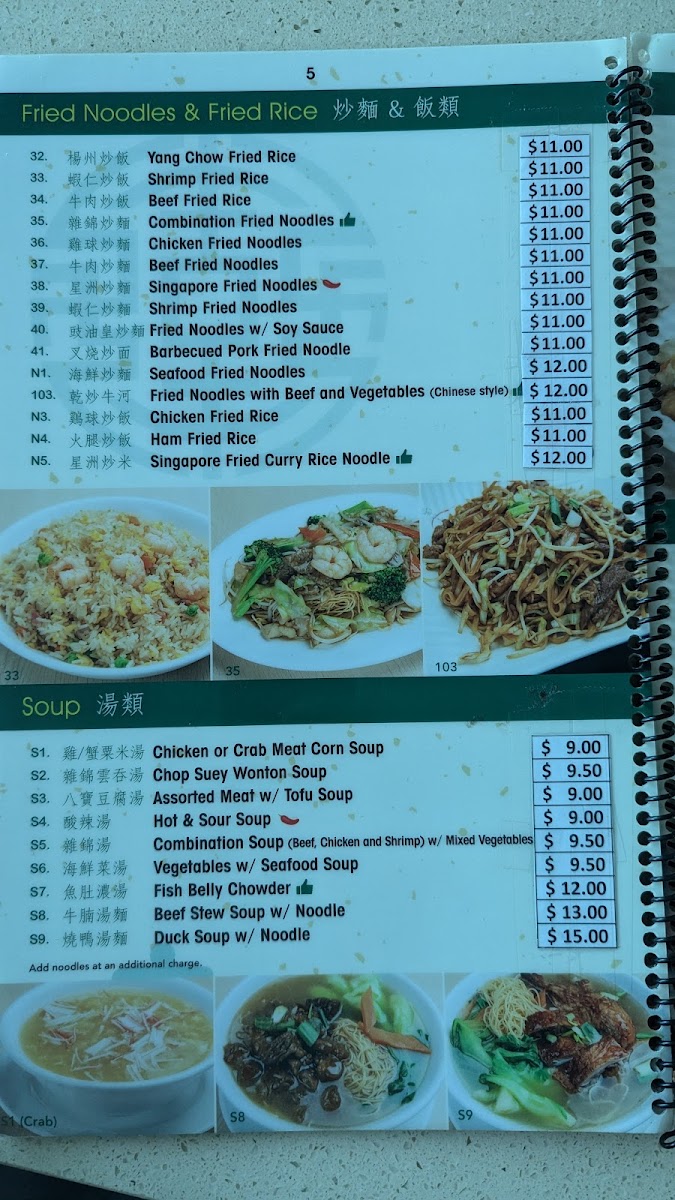 5
Fried Noodles & Fried Rice 炒麵 & 飯類
32. 楊州炒飯 Yang Chow Fried Rice $11.00
33. 蝦仁炒飯 Shrimp Fried Rice $11.00
34. 牛肉炒飯 Beef Fried Rice $11.00
35. 雜錦炒麵 Combination Fried Noodles $11.00
36. 雞球炒麵 Chicken Fried Noodles $11.00
37. 牛肉炒麵 Beef Fried Noodles $11.00
38. 星洲炒麵 Singapore Fried Noodles $11.00
39. 蝦仁炒麵 Shrimp Fried Noodles $11.00
40. 豉油皇炒麵 Fried Noodles w/ Soy Sauce $11.00
41. 叉烧炒面 Barbecued Pork Fried Noodle $11.00
N1. 海鮮炒麵 Seafood Fried Noodles $12.00
103. 乾炒牛河 Fried Noodles with Beef and Vegetables (Chinese style) $12.00
N3. 鷄球炒飯 Chicken Fried Rice $11.00
N4. 火腿炒飯 Ham Fried Rice $11.00
N5. 星洲炒米 Singapore Fried Curry Rice Noodle $12.00
33
35
103
Soup 湯類
S1. 雞/蟹粟米湯 Chicken or Crab Meat Corn Soup $ 9.00
S2. 雜錦雲吞湯 Chop Suey Wonton Soup $ 9.50
S3. 八寶豆腐湯 Assorted Meat w/ Tofu Soup $ 9.00
S4. 酸辣湯 Hot & Sour Soup $ 9.00
S5. 雜錦湯 Combination Soup (Beef, Chicken and Shrimp) w/ Mixed Vegetables $ 9.50
S6. 海鮮菜湯 Vegetables w/ Seafood Soup $ 9.50
S7. 魚肚濃湯 Fish Belly Chowder $12.00
S8. 牛腩湯麵 Beef Stew Soup w/ Noodle $13.00
S9. 燒鴨湯麵 Duck Soup w/ Noodle $15.00
Add noodles at an additional charge.
S1 (Crab)
S8
S9